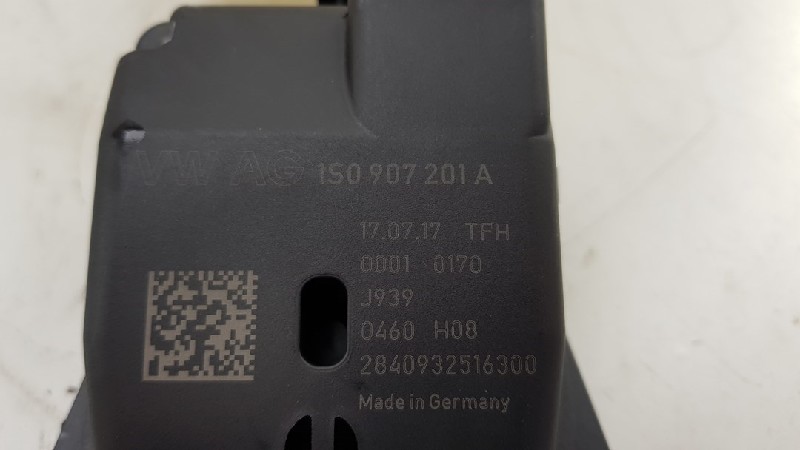 VW AG 1S0 907 201 A
17.07.17 TFH
0001 0170
J939
0460 H08
2840932516300
Made in Germany